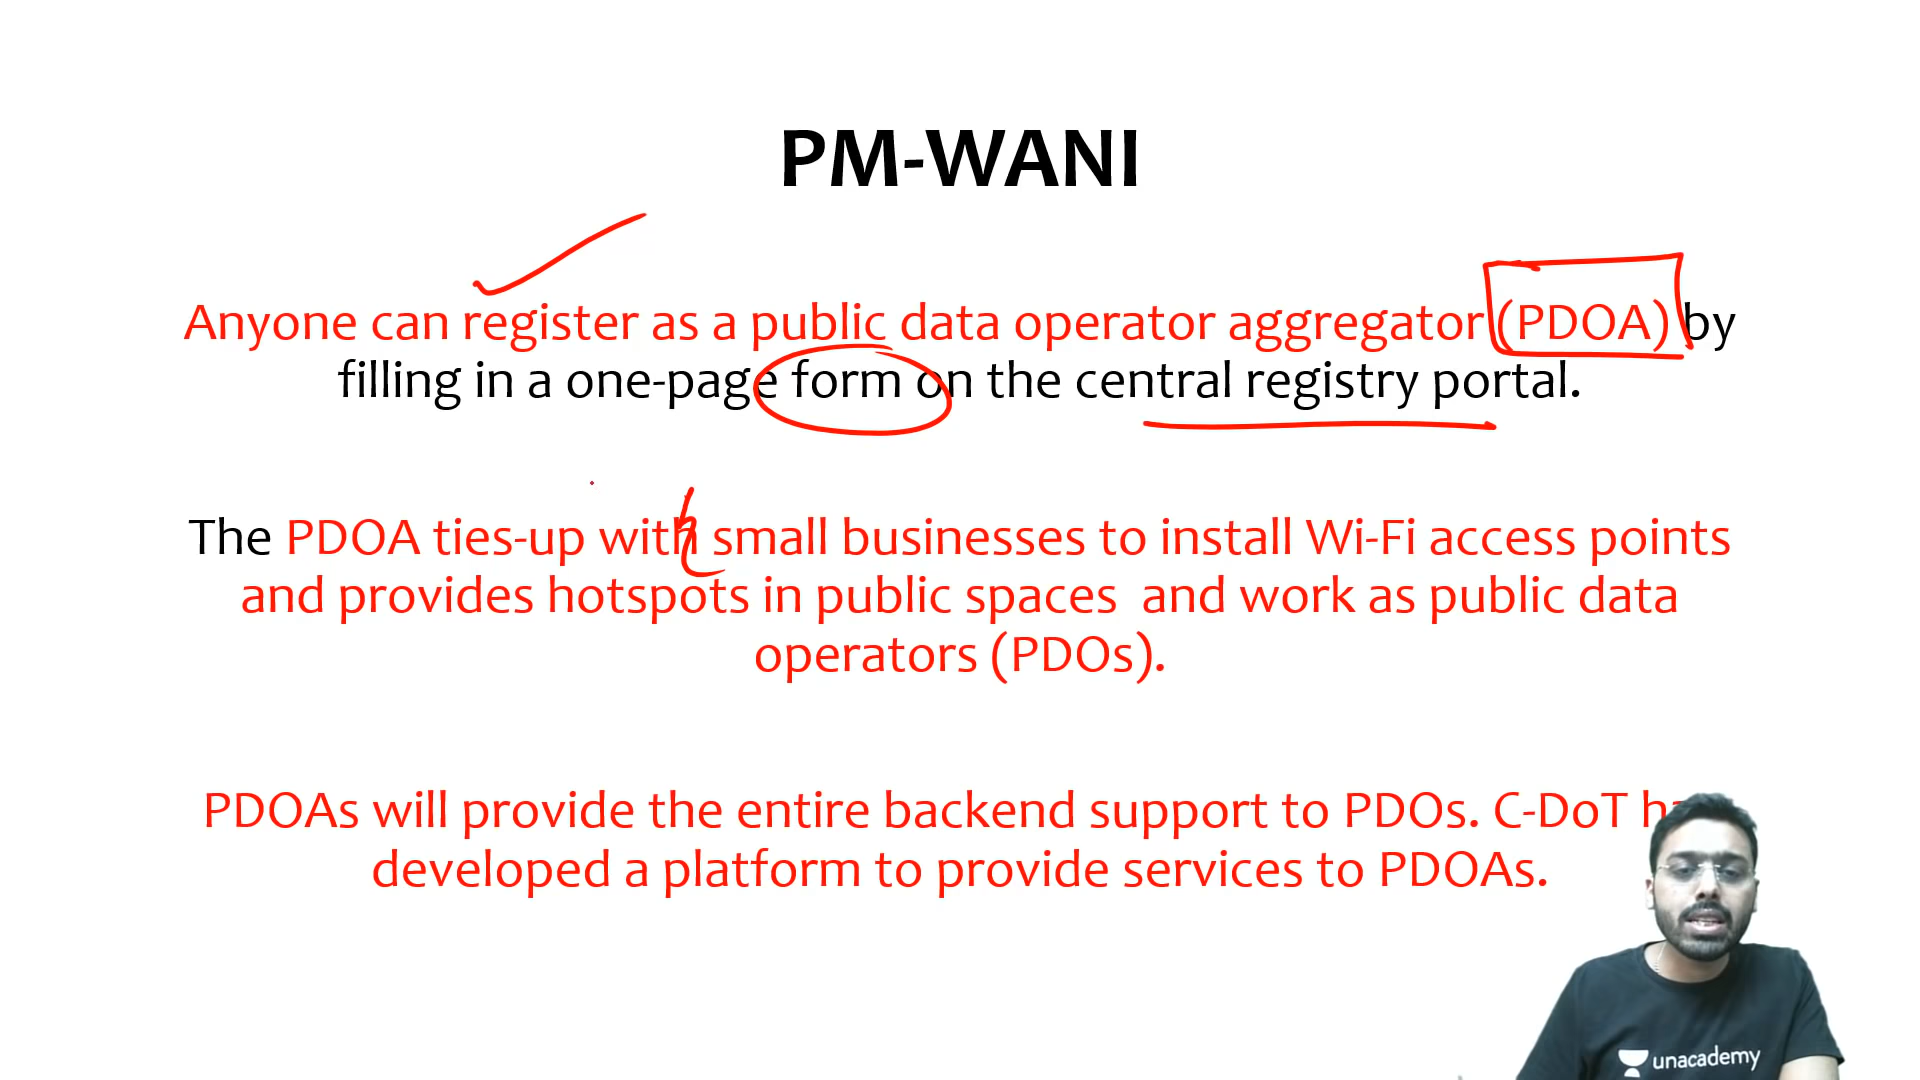 PM-WANI
Anyone can register as a public data operator aggregator (PDOA) by
filling in a one-page form on the central registry portal.
The PDOA ties-up with small businesses to install Wi-Fi access points
and provides hotspots in public spaces and work as public data
operators (PDOs).
PDOAs will provide the entire backend support to PDOs. C-DoT
developed a platform to provide services to PDOAs.
unacademy